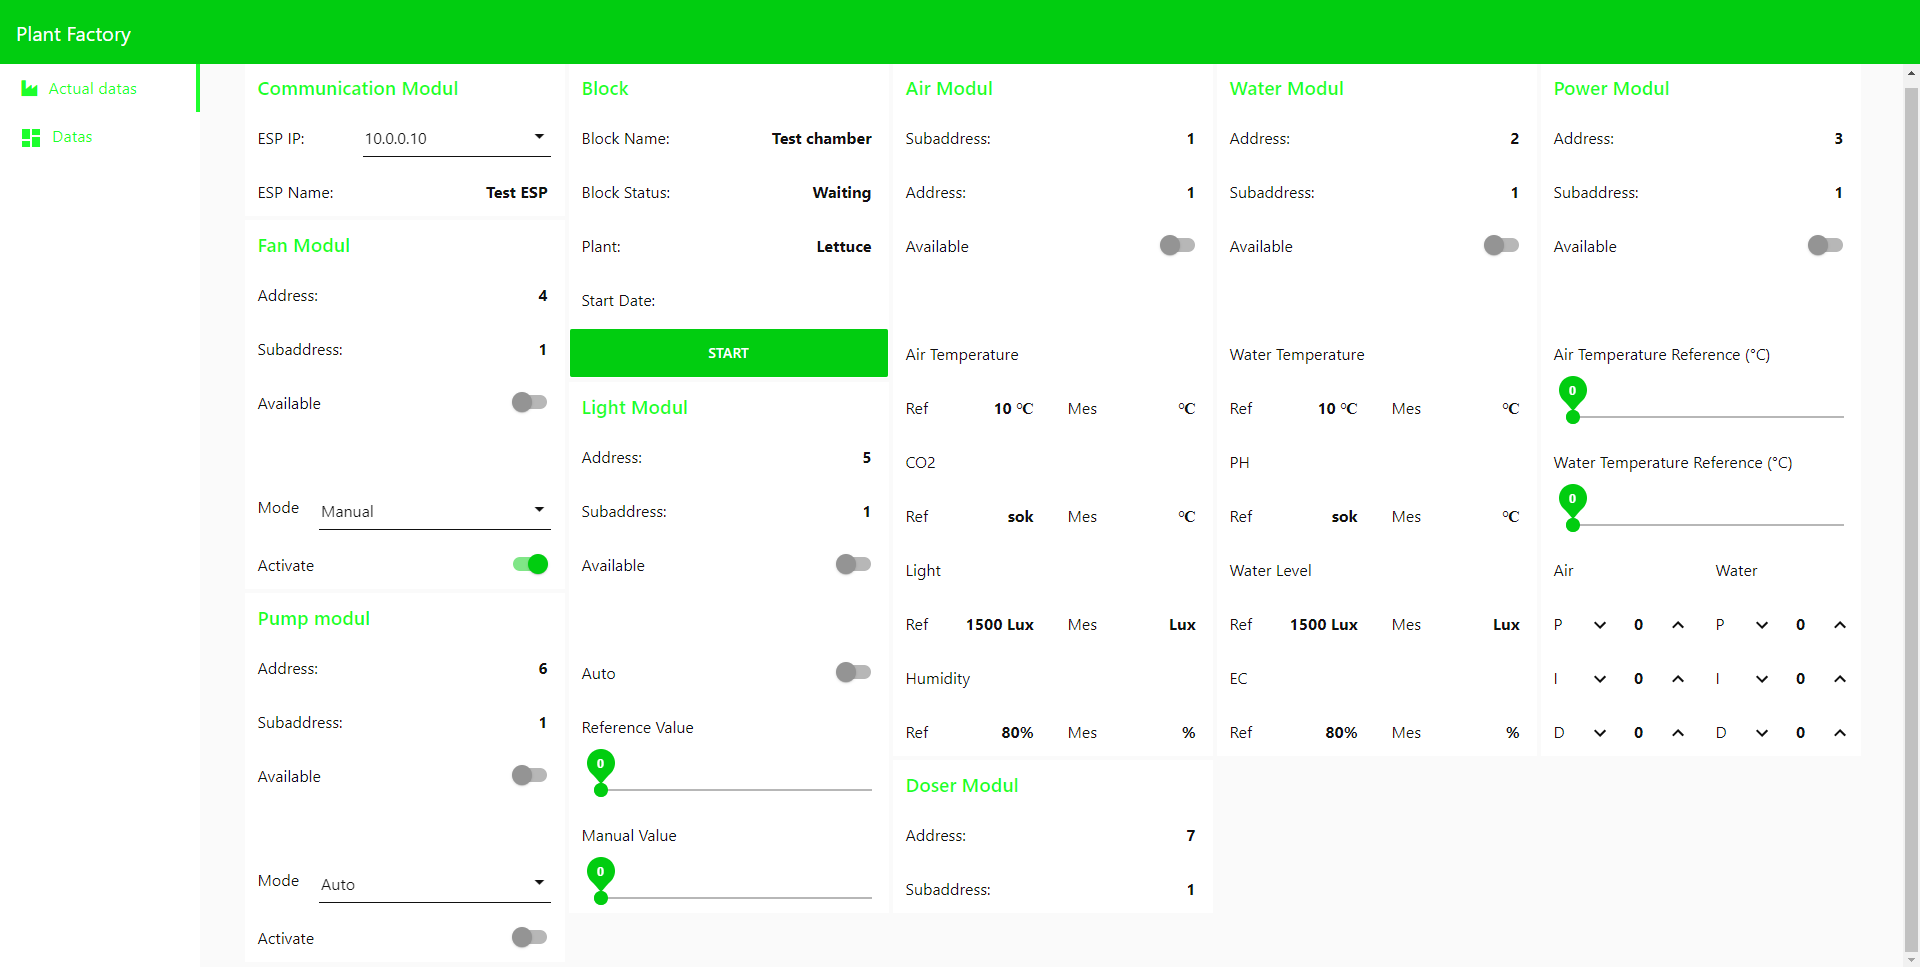 Plant Factory
Actual datas
Datas
Communication Modul
ESP IP: 10.0.0.10
ESP Name: Test ESP
Fan Modul
Address: 4
Subaddress: 1
Available
Mode Manual
Activate
Pump modul
Address: 6
Subaddress: 1
Available
Mode Auto
Activate
Block
Block Name: Test chamber
Block Status: Waiting
Plant: Lettuce
Start Date:
START
Light Modul
Address: 5
Subaddress: 1
Available
Auto
Reference Value
0
Manual Value
0
Air Modul
Subaddress: 1
Address: 1
Available
Air Temperature
Ref 10 °C Mes °C
CO2
Ref sok Mes °C
Light
Ref 1500 Lux Mes Lux
Humidity
Ref 80% Mes %
Doser Modul
Address: 7
Subaddress: 1
Water Modul
Address: 2
Subaddress: 1
Available
Water Temperature
Ref 10 °C Mes °C
PH
Ref sok Mes °C
Water Level
Ref 1500 Lux Mes Lux
EC
Ref 80% Mes %
Power Modul
Address: 3
Subaddress: 1
Available
Air Temperature Reference (°C)
0
Water Temperature Reference (°C)
0
Air Water
P 0 P 0
I 0 I 0
D 0 D 0